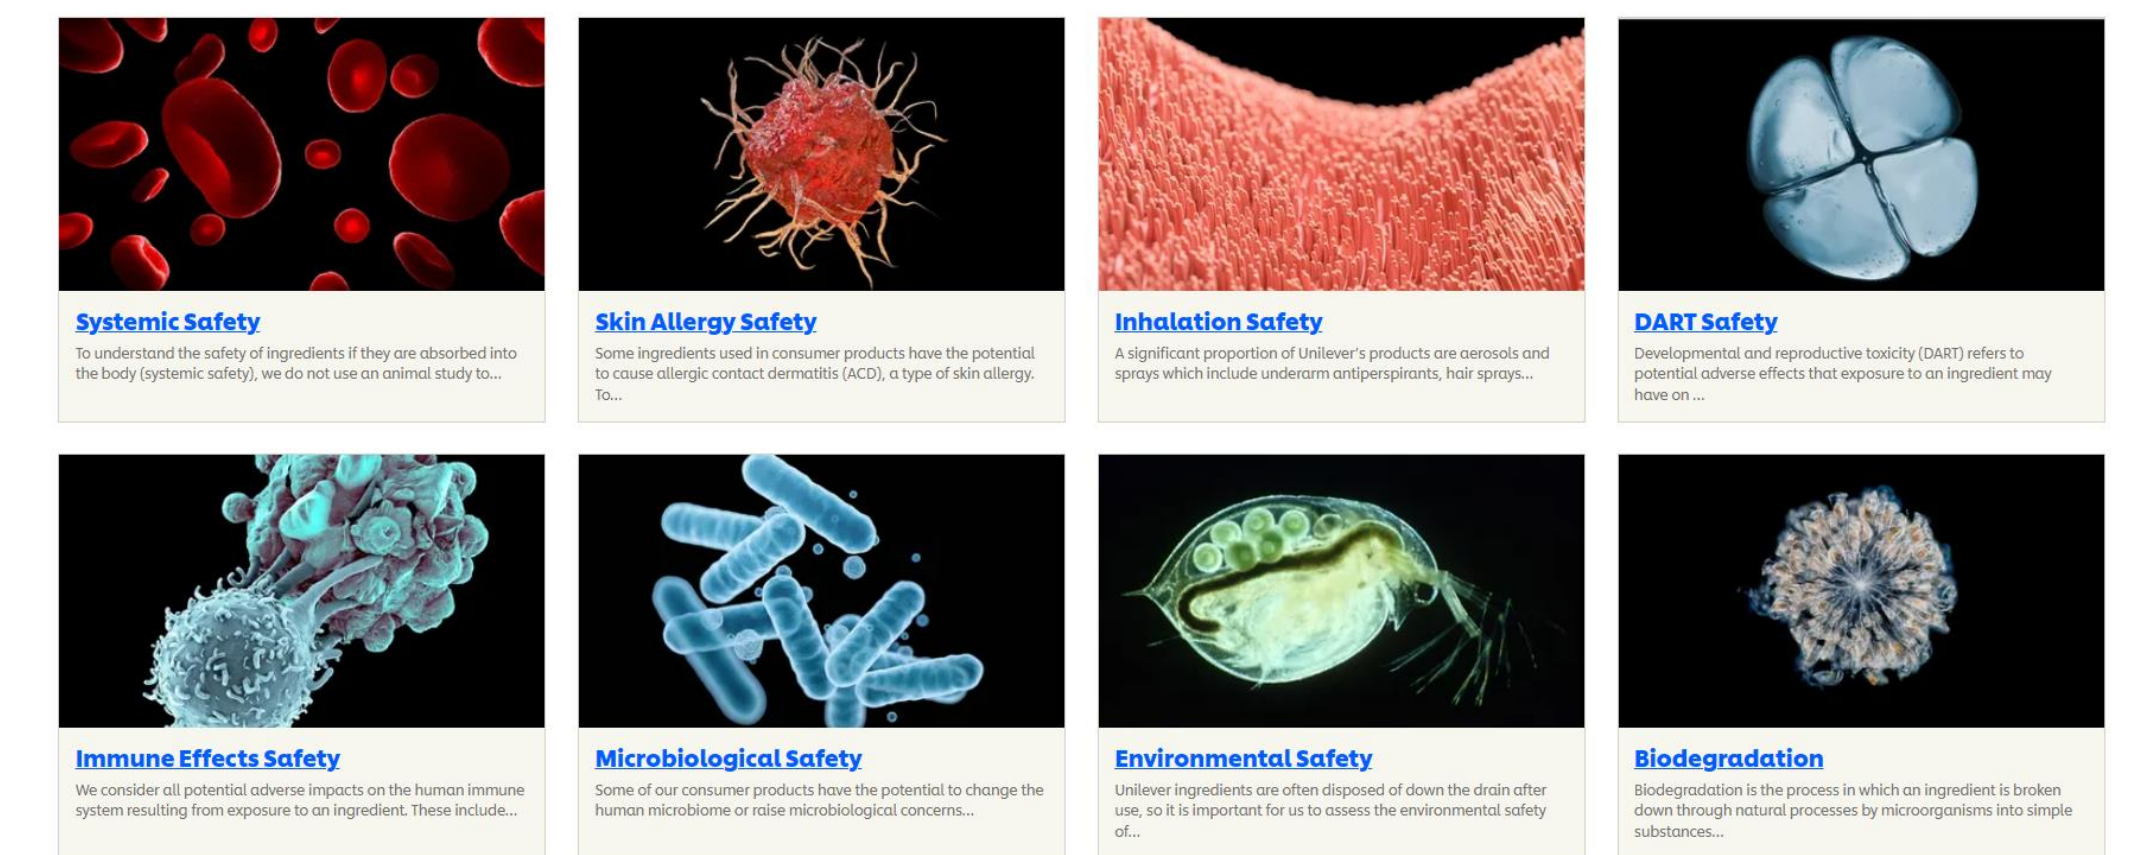 Systemic Safety
To understand the safety of ingredients if they are absorbed into
the body (systemic safety), we do not use an animal study to...
Skin Allergy Safety
Some ingredients used in consumer products have the potential
to cause allergic contact dermatitis (ACD), a type of skin allergy.
To...
Inhalation Safety
A significant proportion of Unilever's products are aerosols and
sprays which include underarm antiperspirants, hair sprays...
DART Safety
Developmental and reproductive toxicity (DART) refers to
potential adverse effects that exposure to an ingredient may
have on ...
Immune Effects Safety
We consider all potential adverse impacts on the human immune
system resulting from exposure to an ingredient. These include...
Microbiological Safety
Some of our consumer products have the potential to change the
human microbiome or raise microbiological concerns...
Environmental Safety
Unilever ingredients are often disposed of down the drain after
use, so it is important for us to assess the environmental safety
of...
Biodegradation
Biodegradation is the process in which an ingredient is broken
down through natural processes by microorganisms into simple
substances...